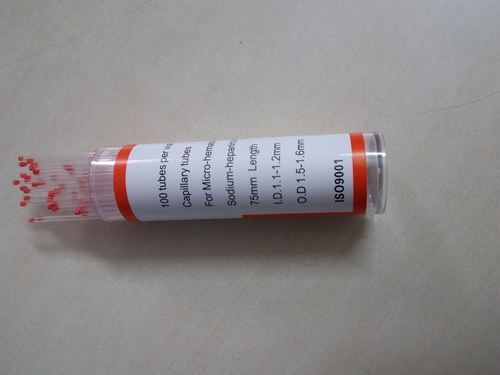 100 tubes per
Capillary tubes
For Micro-hema
Sodium-heparin
75mm Length
I.D.1.1-1.2mm
O.D 1.5-1.6mm
ISO9001